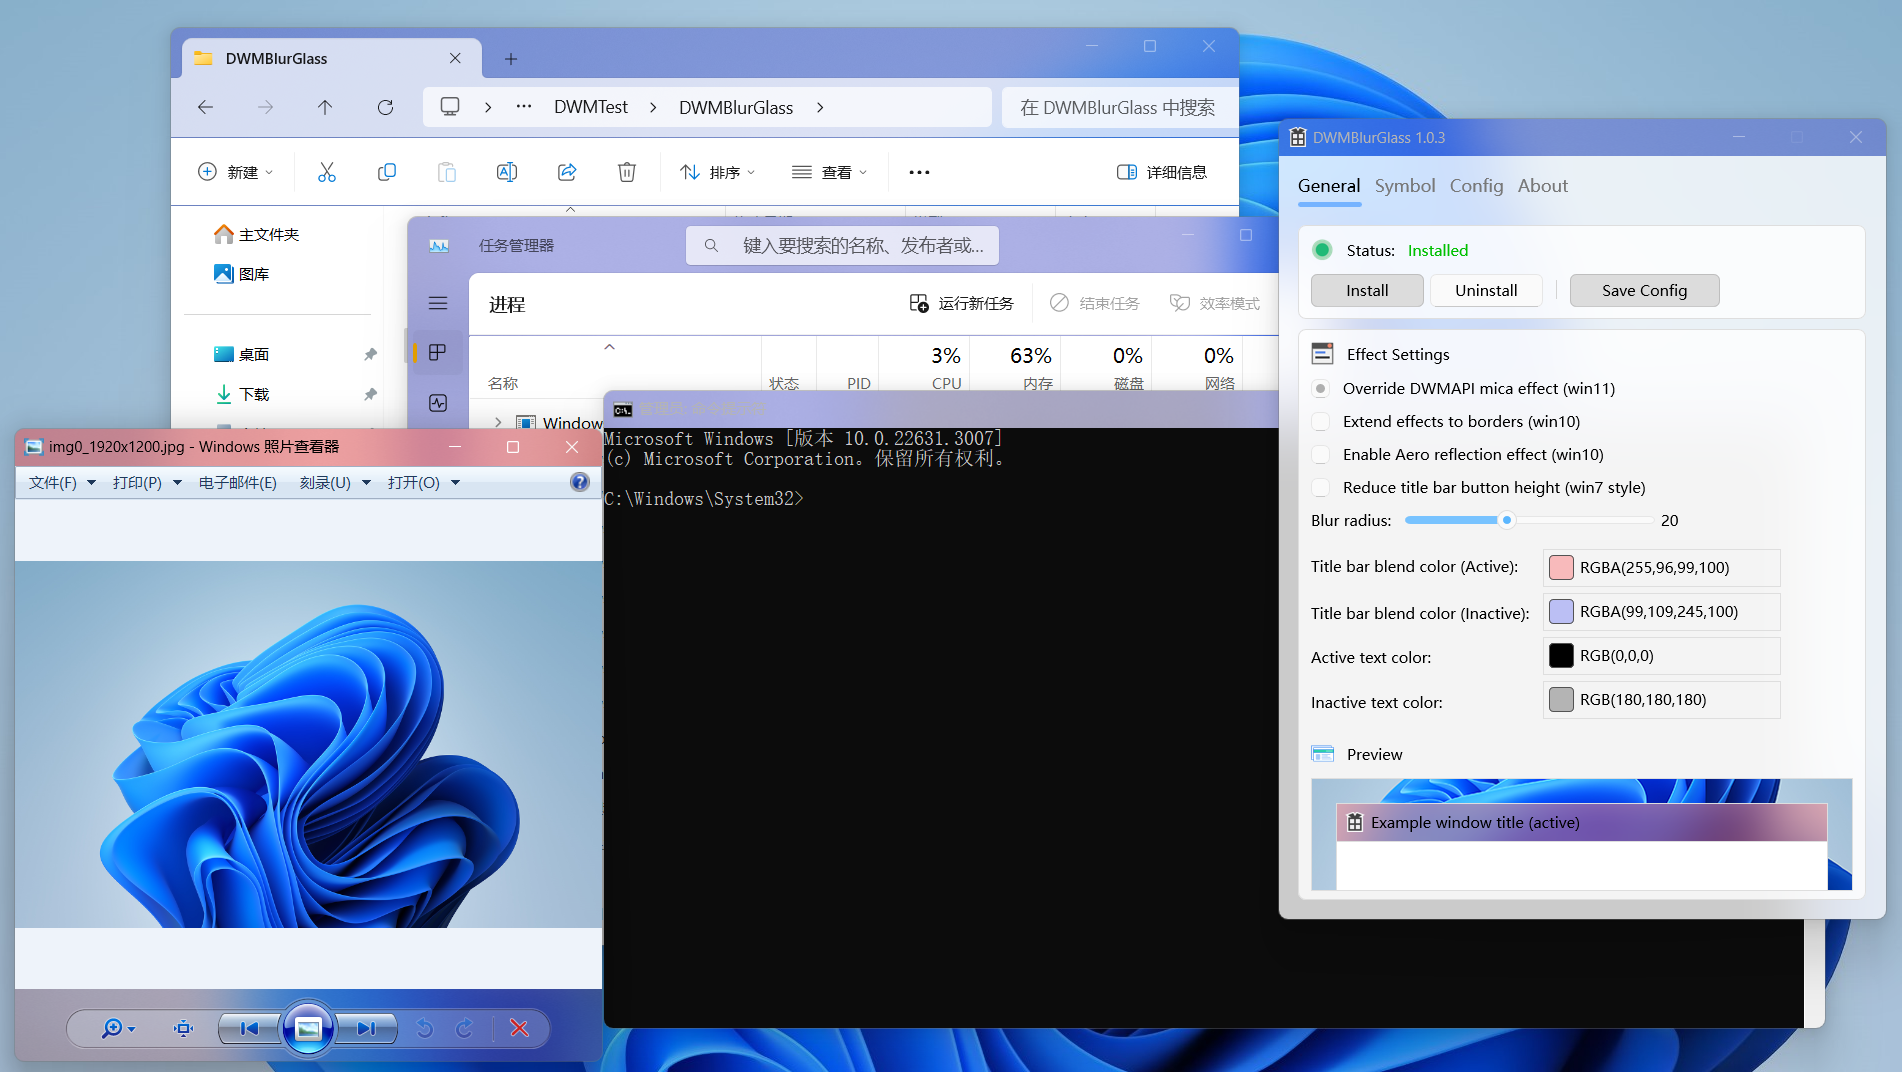 DWMBlurGlass
DWMTest
DWMBlurGlass
在 DWMBlurGlass 中搜索
新建
排序
查看
详细信息
主文件夹
图库
桌面
下载
任务管理器
键入要搜索的名称、发布者或...
进程
运行新任务
结束任务
效率模式
3%
63%
0%
0%
名称
状态
PID
CPU
内存
磁盘
网络
Window
管理员: 命令提示符
Microsoft Windows [版本 10.0.22631.3007]
(c) Microsoft Corporation。保留所有权利。
C:\Windows\System32>
img0_1920x1200.jpg - Windows 照片查看器
文件(F)
打印(P)
电子邮件(E)
刻录(U)
打开(O)
DWMBlurGlass 1.0.3
General Symbol Config About
Status: Installed
Install Uninstall Save Config
Effect Settings
Override DWMAPI mica effect (win11)
Extend effects to borders (win10)
Enable Aero reflection effect (win10)
Reduce title bar button height (win7 style)
Blur radius: 20
Title bar blend color (Active): RGBA(255,96,99,100)
Title bar blend color (Inactive): RGBA(99,109,245,100)
Active text color: RGB(0,0,0)
Inactive text color: RGB(180,180,180)
Preview
Example window title (active)